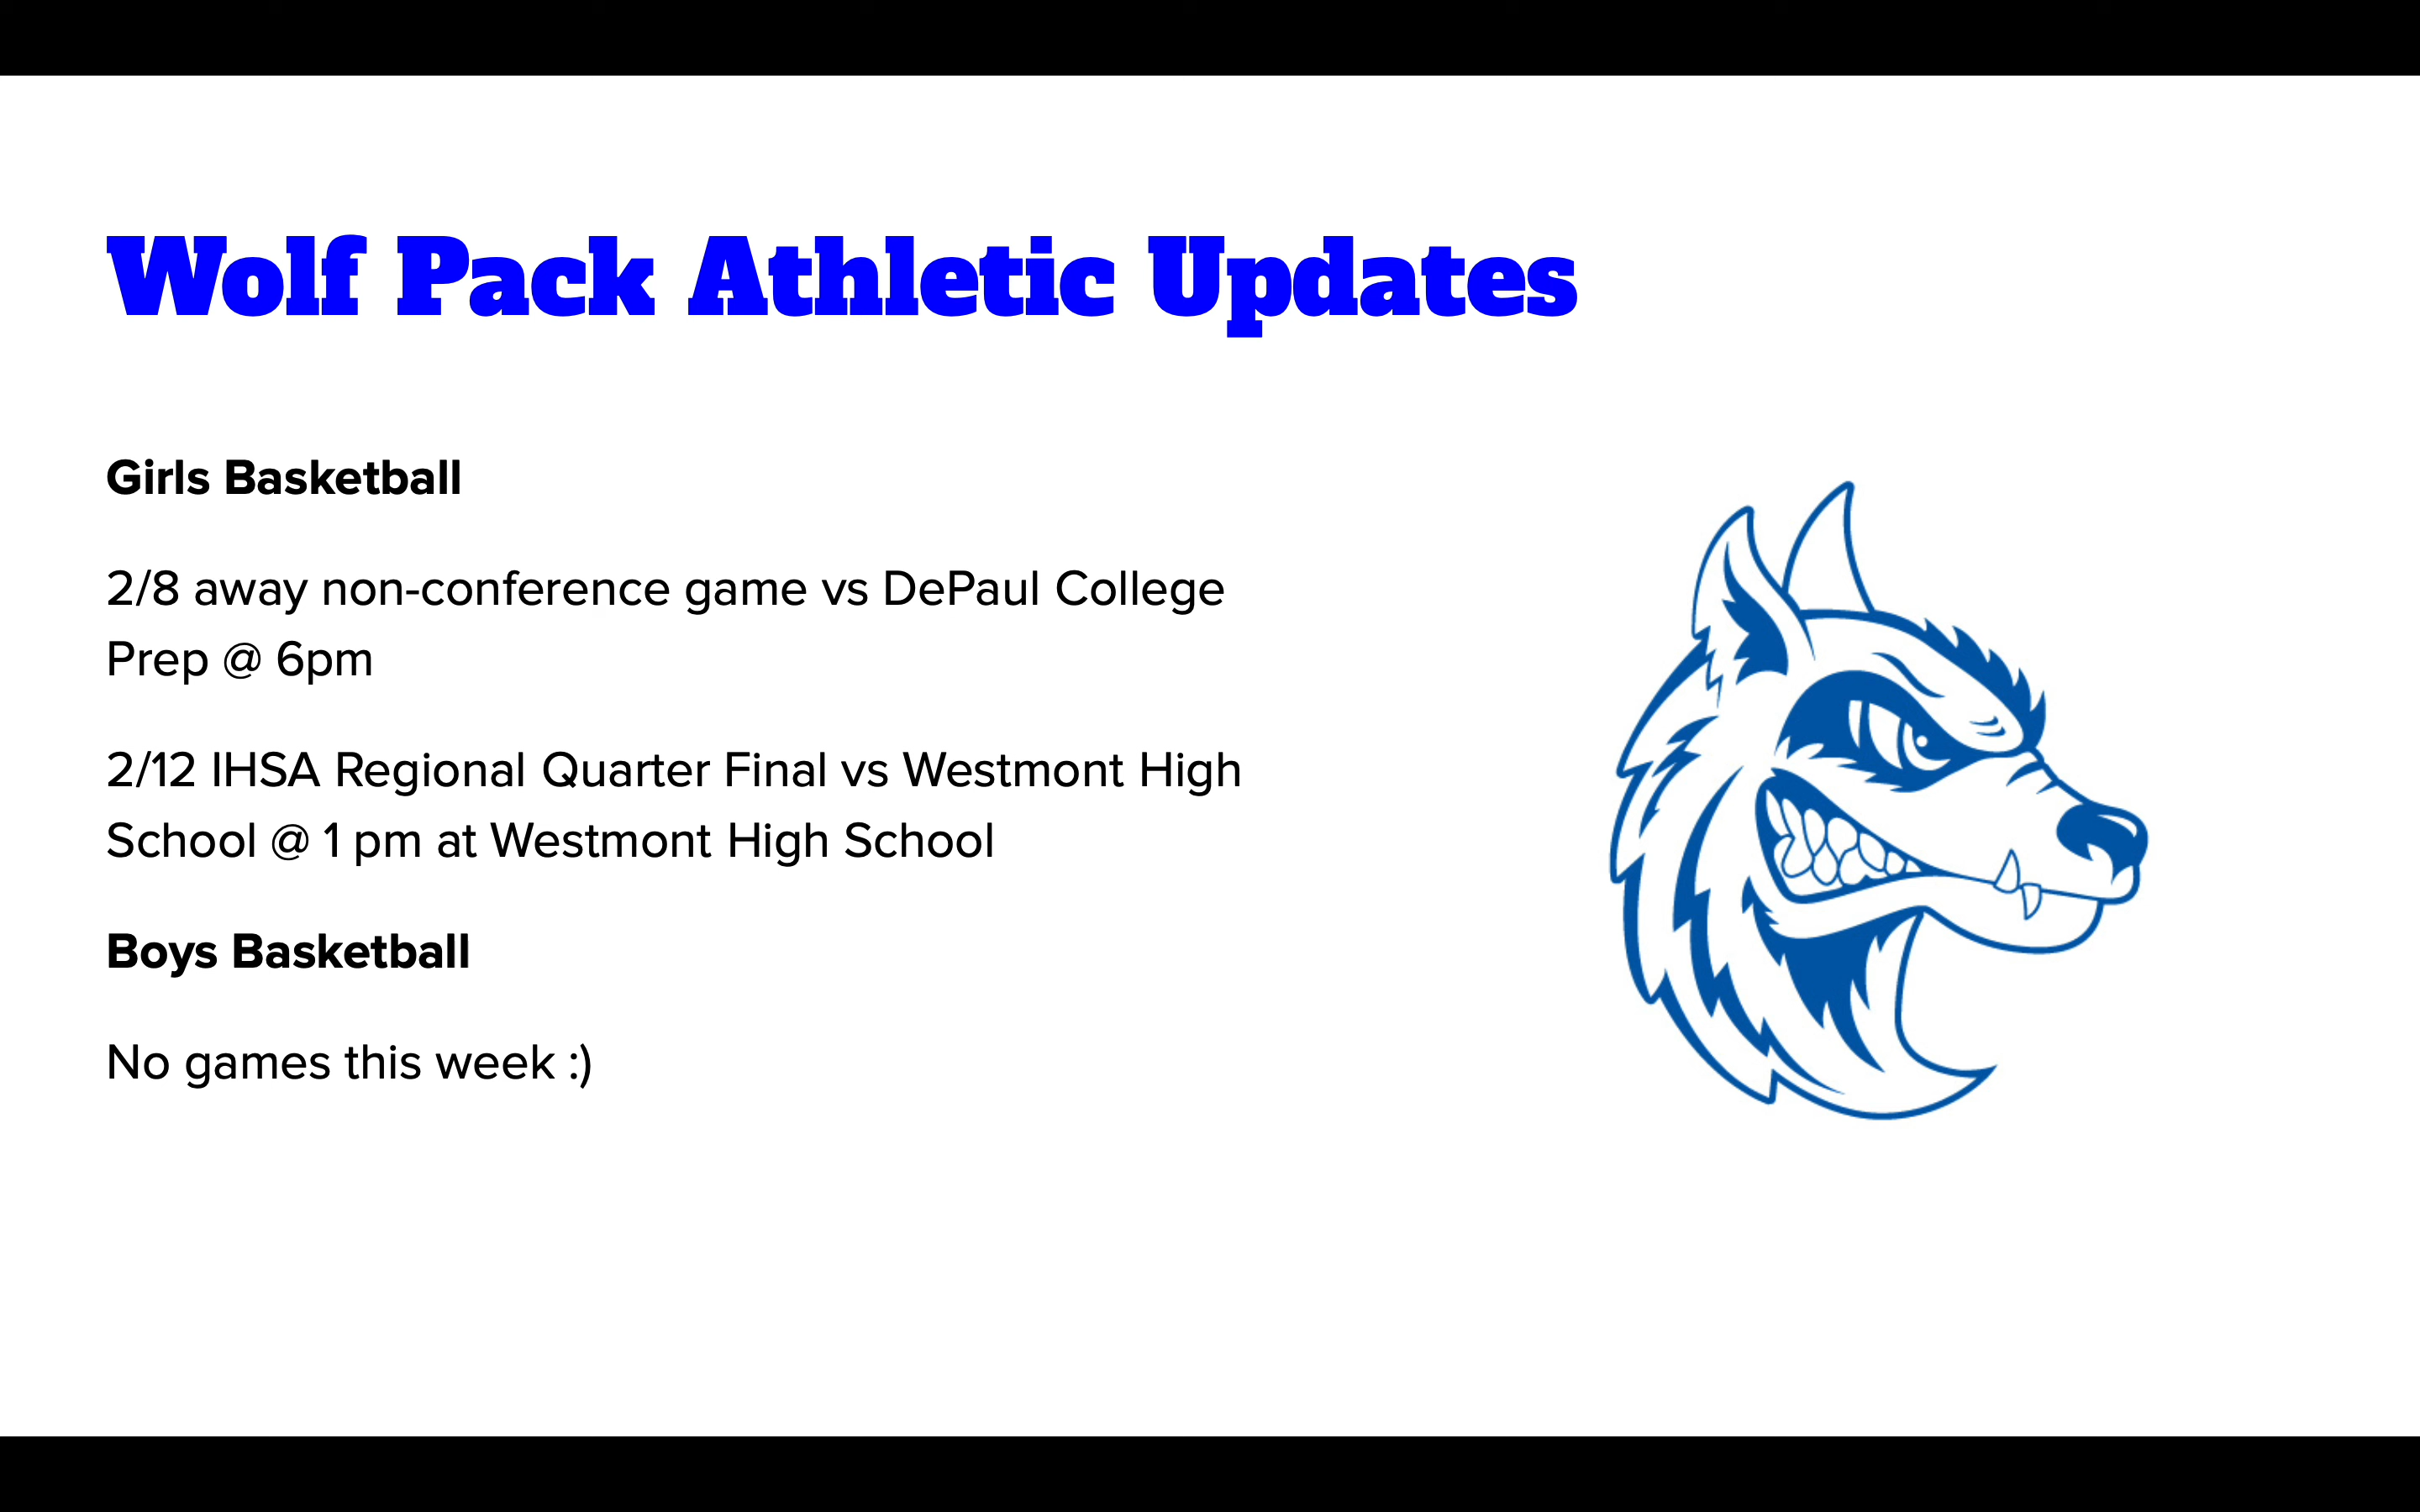 Wolf Pack Athletic Updates
Girls Basketball
2/8 away non-conference game vs DePaul College
Prep @ 6pm
2/12 IHSA Regional Quarter Final vs Westmont High
School @ 1 pm at Westmont High School
Boys Basketball
No games this week :)